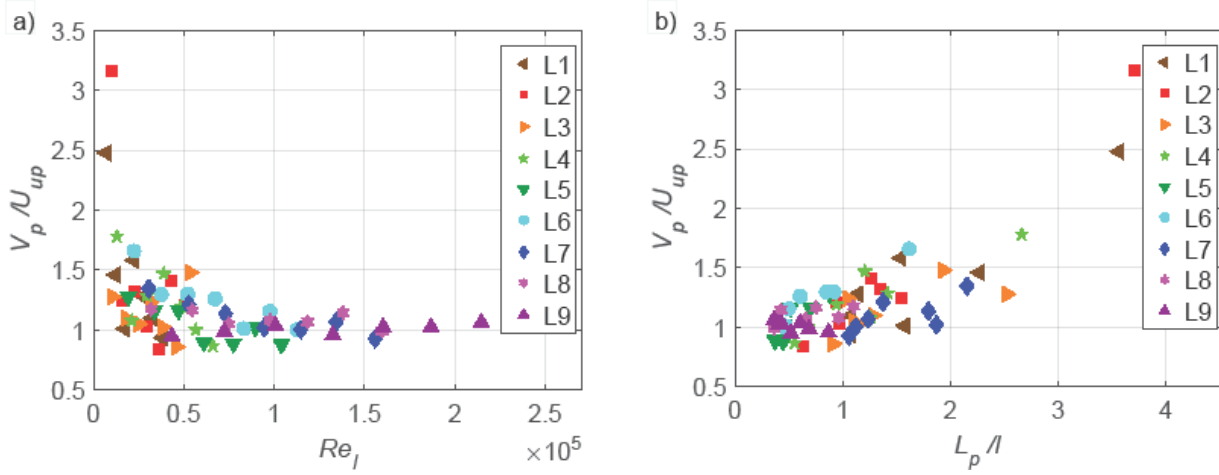 a)
3.5
3
2.5
2
1.5
1
0.5
V_p /U_up
0 0.5 1 1.5 2 2.5
Re_l
×10^5
L1
L2
L3
L4
L5
L6
L7
L8
L9
b)
3.5
3
2.5
2
1.5
1
0.5
V_p /U_up
0 1 2 3 4
L_p /l
L1
L2
L3
L4
L5
L6
L7
L8
L9